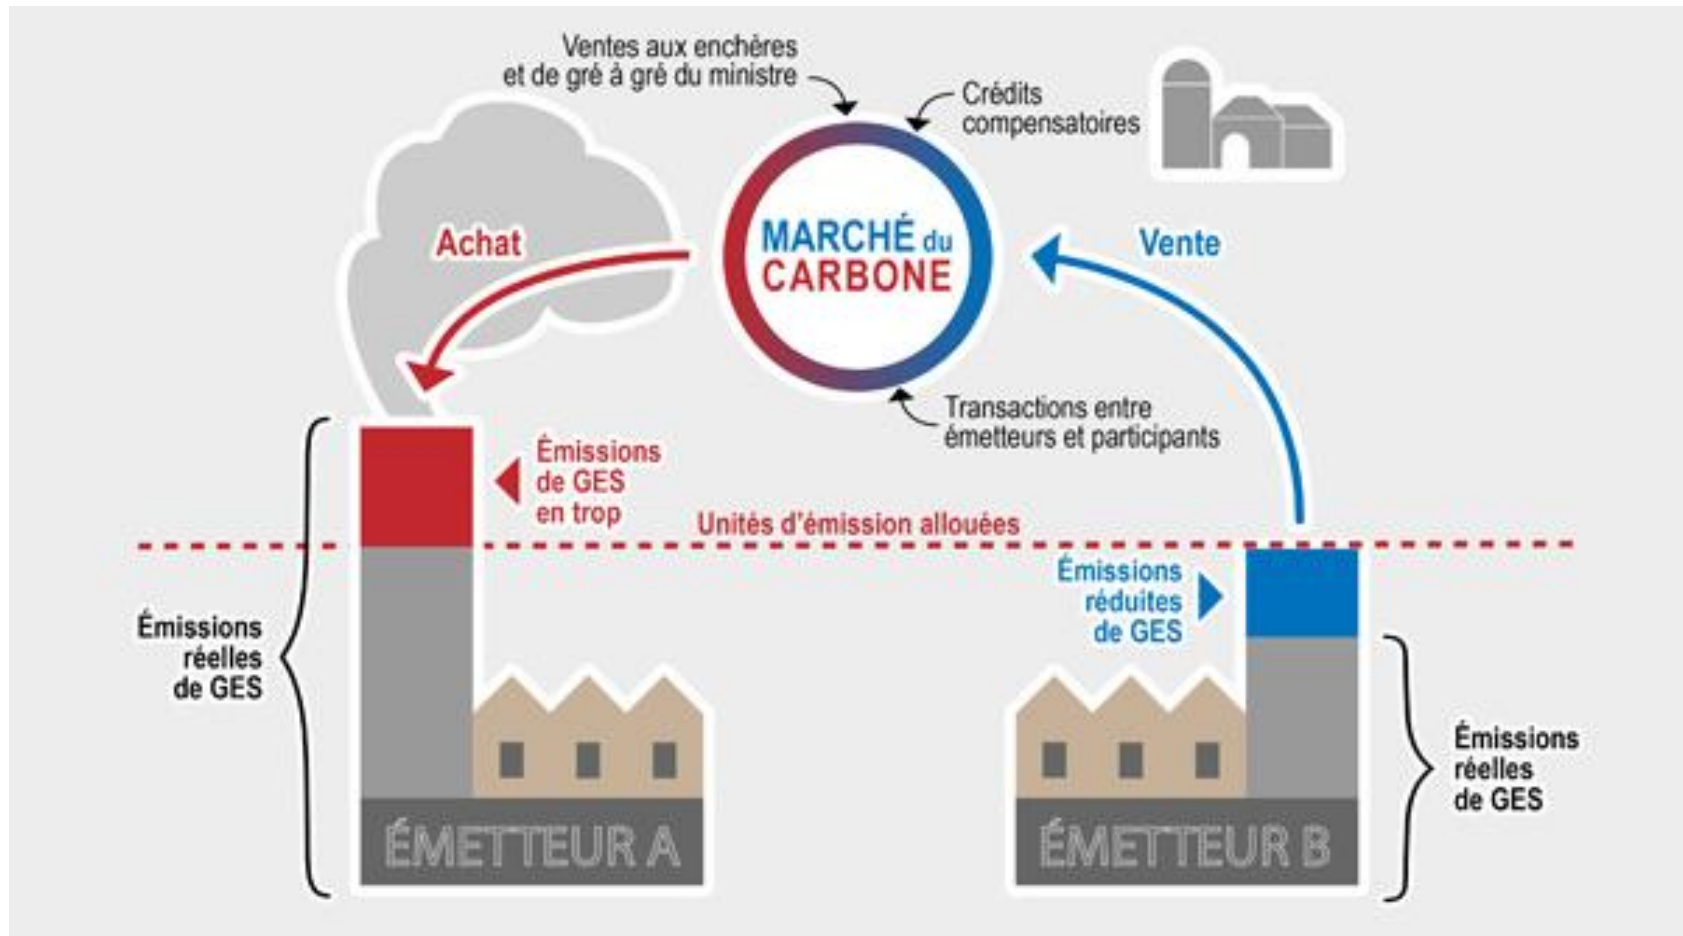 Ventes aux enchères
et de gré à gré du ministre
Crédits
compensatoires
Achat
MARCHÉ du
CARBONE
Vente
Transactions entre
émetteurs et participants
Émissions
de GES
en trop
Unités d'émission allouées
Émissions
réduites
de GES
Émissions
réelles
de GES
Émissions
réelles
de GES
ÉMETTEUR A
ÉMETTEUR B